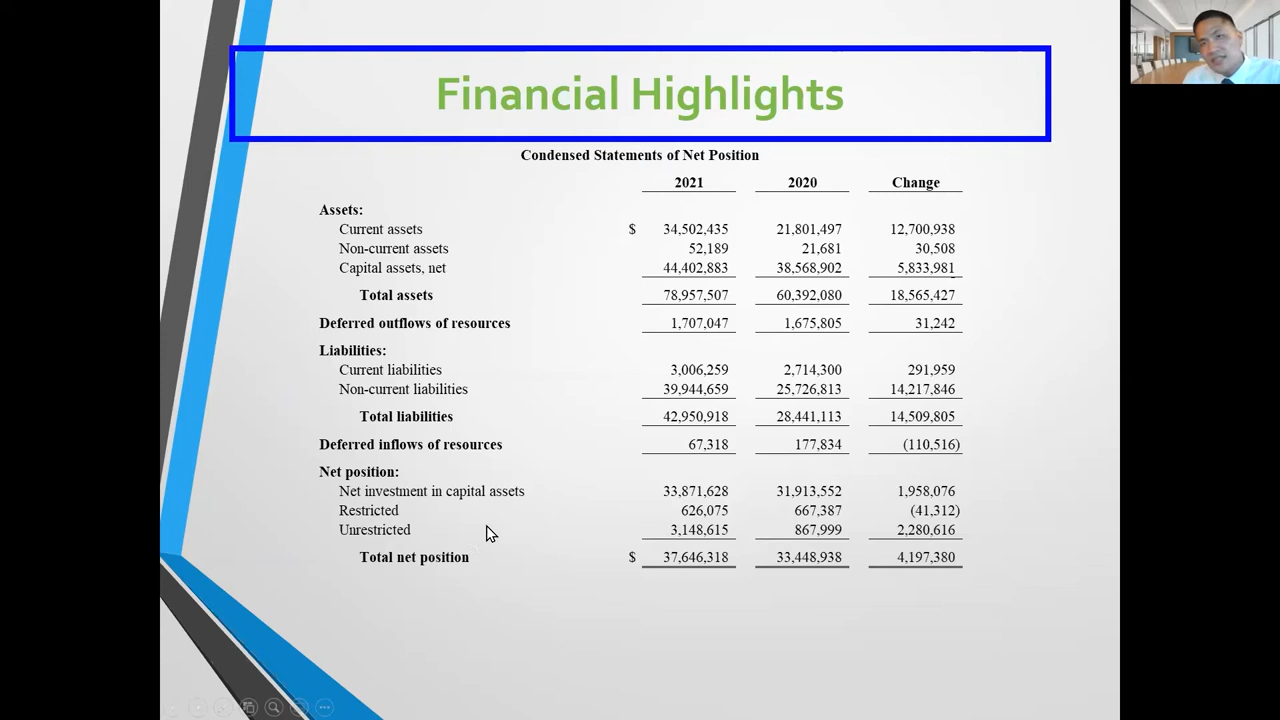 Financial Highlights
Condensed Statements of Net Position
2021 2020 Change
Assets:
Current assets $ 34,502,435 21,801,497 12,700,938
Non-current assets 52,189 21,681 30,508
Capital assets, net 44,402,883 38,568,902 5,833,981
Total assets 78,957,507 60,392,080 18,565,427
Deferred outflows of resources 1,707,047 1,675,805 31,242
Liabilities:
Current liabilities 3,006,259 2,714,300 291,959
Non-current liabilities 39,944,659 25,726,813 14,217,846
Total liabilities 42,950,918 28,441,113 14,509,805
Deferred inflows of resources 67,318 177,834 (110,516)
Net position:
Net investment in capital assets 33,871,628 31,913,552 1,958,076
Restricted 626,075 667,387 (41,312)
Unrestricted 3,148,615 867,999 2,280,616
Total net position $ 37,646,318 33,448,938 4,197,380